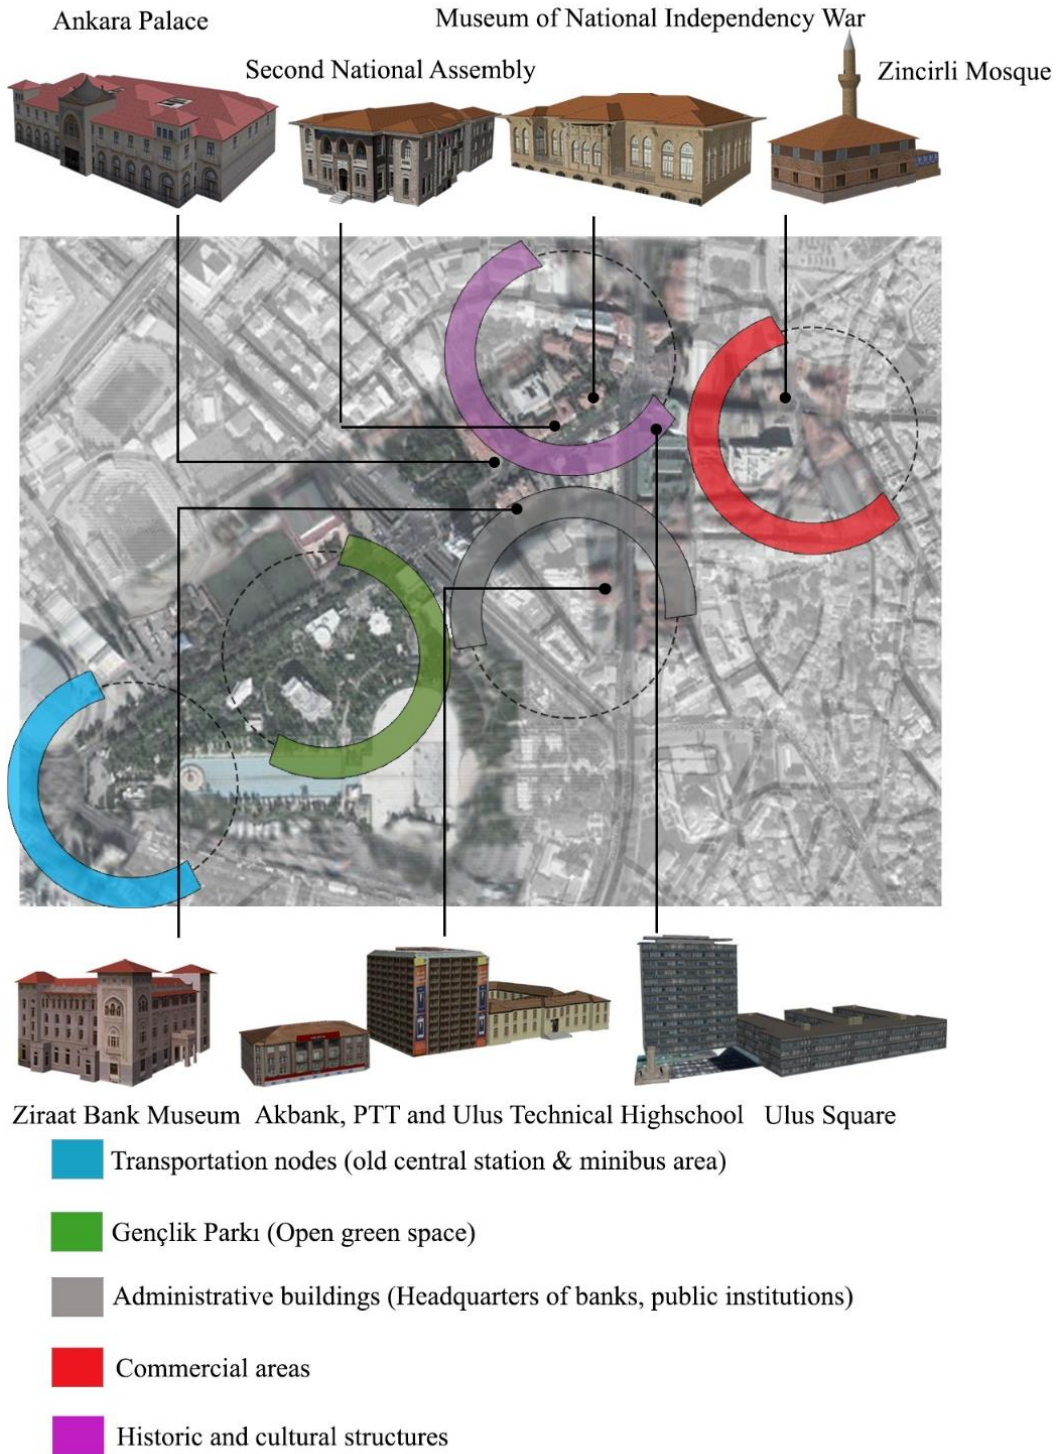 Museum of National Independency War
Ankara Palace
Second National Assembly
Zincirli Mosque
Ziraat Bank Museum
Akbank, PTT and Ulus Technical Highschool
Ulus Square
Transportation nodes (old central station & minibus area)
Gençlik Parkı (Open green space)
Administrative buildings (Headquarters of banks, public institutions)
Commercial areas
Historic and cultural structures